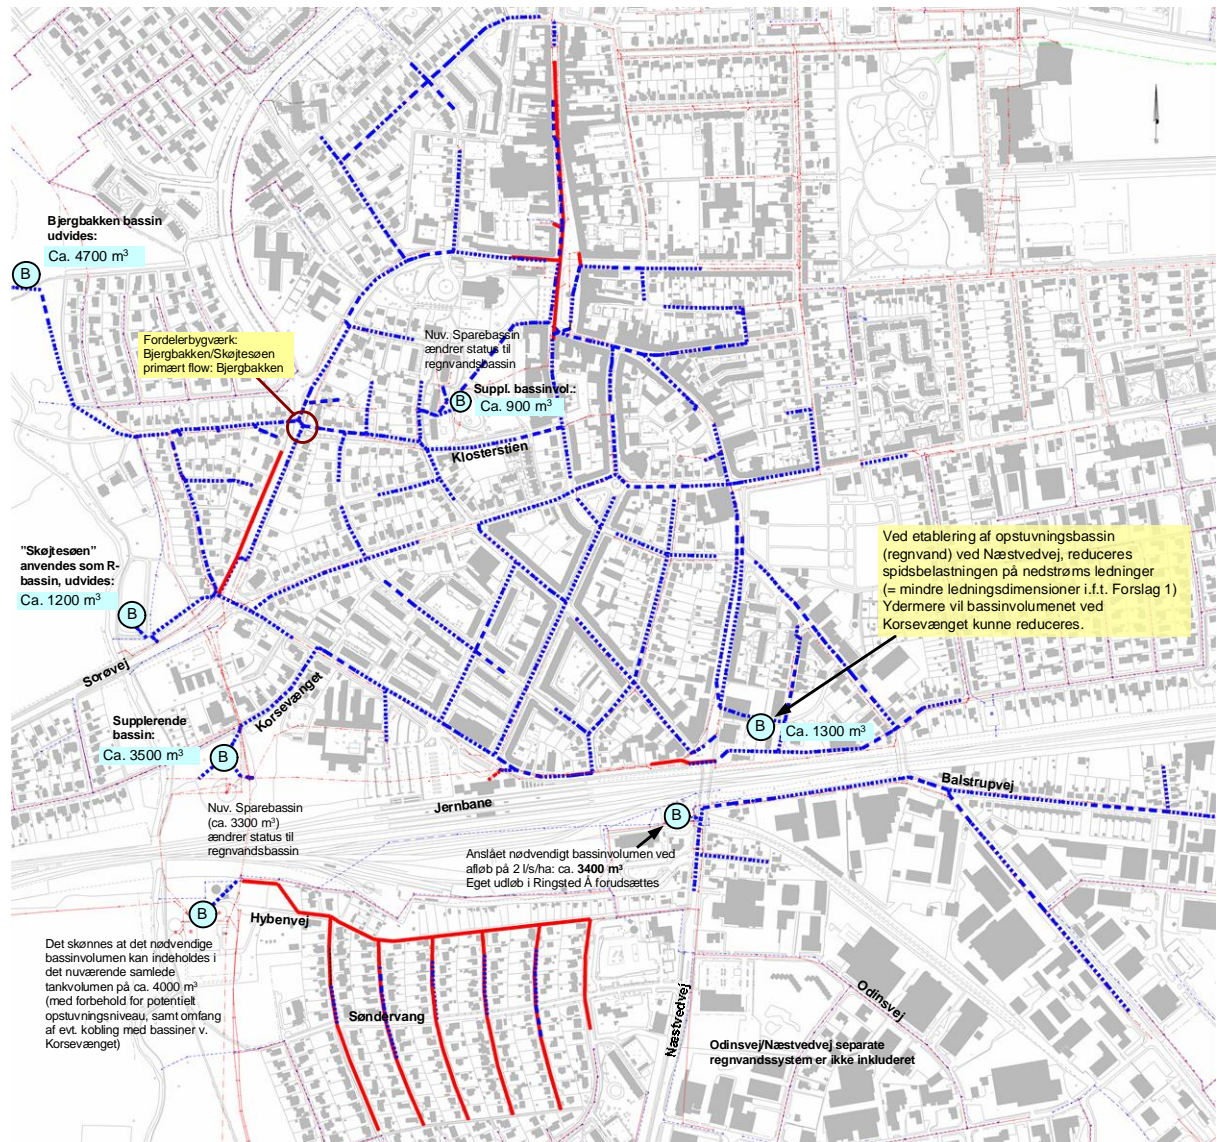 Bjergbakken bassin
udvides:
Ca. 4700 m³
B
Fordelerbygværk:
Bjergbakken/Skøjtesøen
primært flow: Bjergbakken
Nuv. Sparebassin
ændrer status til
regnvandsbassin
B
Suppl. bassinvol.:
Ca. 900 m³
Klosterstien
"Skøjtesøen"
anvendes som R-
bassin, udvides:
Ca. 1200 m³
B
Ved etablering af opstuvningsbassin
(regnvand) ved Næstvedvej, reduceres
spidsbelastningen på nedstrøms ledninger
(= mindre ledningsdimensioner i.f.t. Forslag 1)
Ydermere vil bassinvolumenet ved
Korsevænget kunne reduceres.
Sorøvej
Korsevænget
Supplerende
bassin:
Ca. 3500 m³
B
B
Ca. 1300 m³
Jernbane
Balstrupvej
Nuv. Sparebassin
(ca. 3300 m³)
ændrer status til
regnvandsbassin
B
Anslået nødvendigt bassinvolumen ved
afløb på 2 l/s/ha: ca. 3400 m³
Eget udløb i Ringsted Å forudsættes
B
Hybenvej
Det skønnes at det nødvendige
bassinvolumen kan indeholdes i
det nuværende samlede
tankvolumen på ca. 4000 m³
(med forbehold for potentielt
opstuvningsniveau, samt omfang
af evt. kobling med bassiner v.
Korsevænget)
Søndervang
Næstvedvej
Odinsvej
Odinsvej/Næstvedvej separate
regnvandssystem er ikke inkluderet